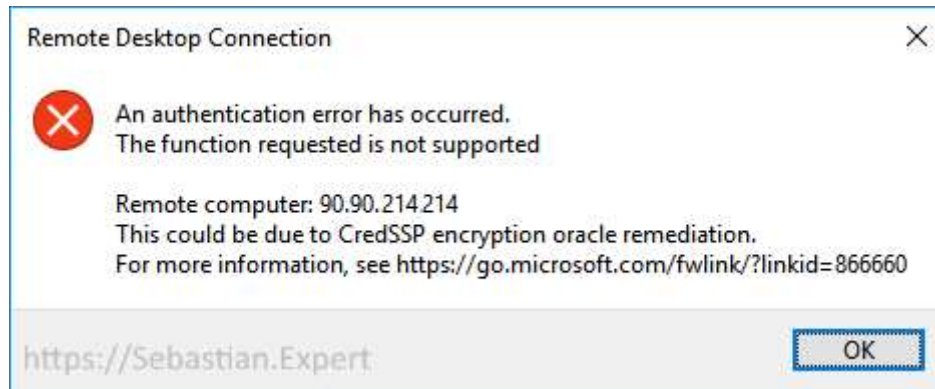 Remote Desktop Connection
An authentication error has occurred.
The function requested is not supported
Remote computer: 90.90.214.214
This could be due to CredSSP encryption oracle remediation.
For more information, see https://go.microsoft.com/fwlink/?linkid=866660
https://Sebastian.Expert
OK